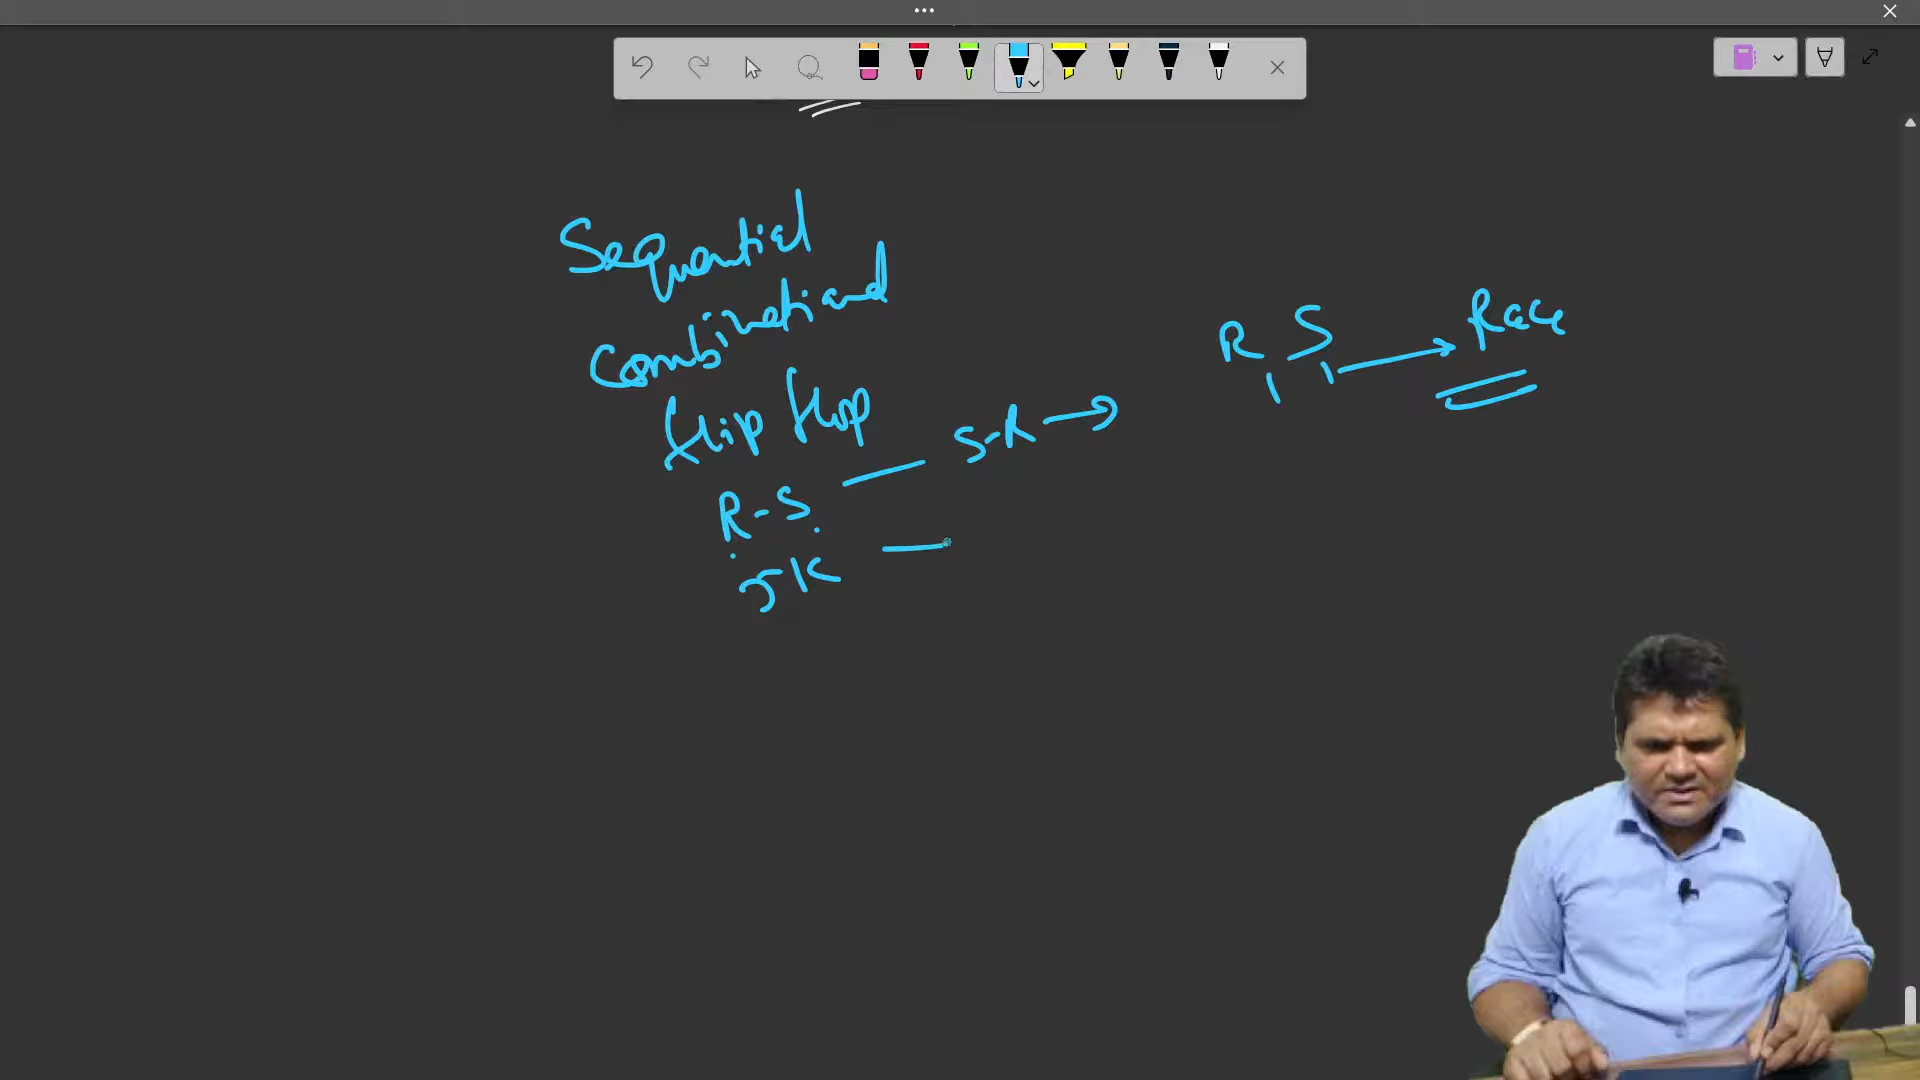 Sequential
Combinational
flip flop
R-S — S-R →
JK —
R S → Race
1 1